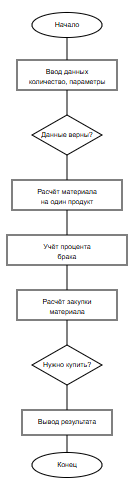 Начало
Ввод данных
количество, параметры
Данные верны?
Расчёт материала
на один продукт
Учёт процента
брака
Расчёт закупки
материала
Нужно купить?
Вывод результата
Конец